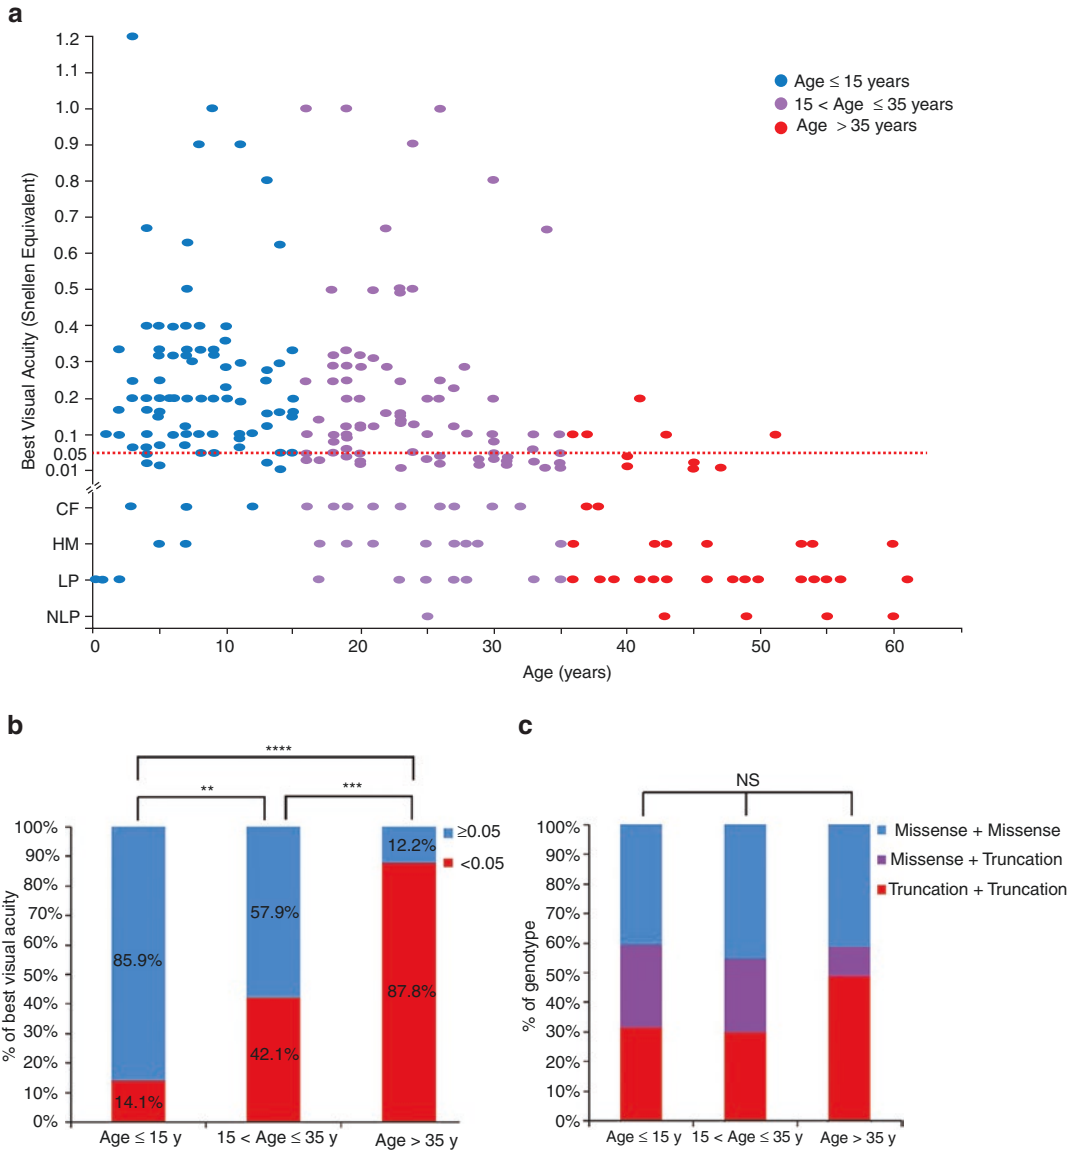 a
Best Visual Acuity (Snellen Equivalent)
1.2
1.1
1.0
0.9
0.8
0.7
0.6
0.5
0.4
0.3
0.2
0.1
0.05
0.01
CF
HM
LP
NLP
0 10 20 30 40 50 60
Age (years)
Age ≤ 15 years
15 < Age ≤ 35 years
Age > 35 years
b
% of best visual acuity
100%
90%
80%
70%
60%
50%
40%
30%
20%
10%
0%
****
** ***
85.9%
14.1%
57.9%
42.1%
12.2%
87.8%
≥0.05
<0.05
Age ≤ 15 y 15 < Age ≤ 35 y Age > 35 y
c
% of genotype
100%
90%
80%
70%
60%
50%
40%
30%
20%
10%
0%
NS
Missense + Missense
Missense + Truncation
Truncation + Truncation
Age ≤ 15 y 15 < Age ≤ 35 y Age > 35 y